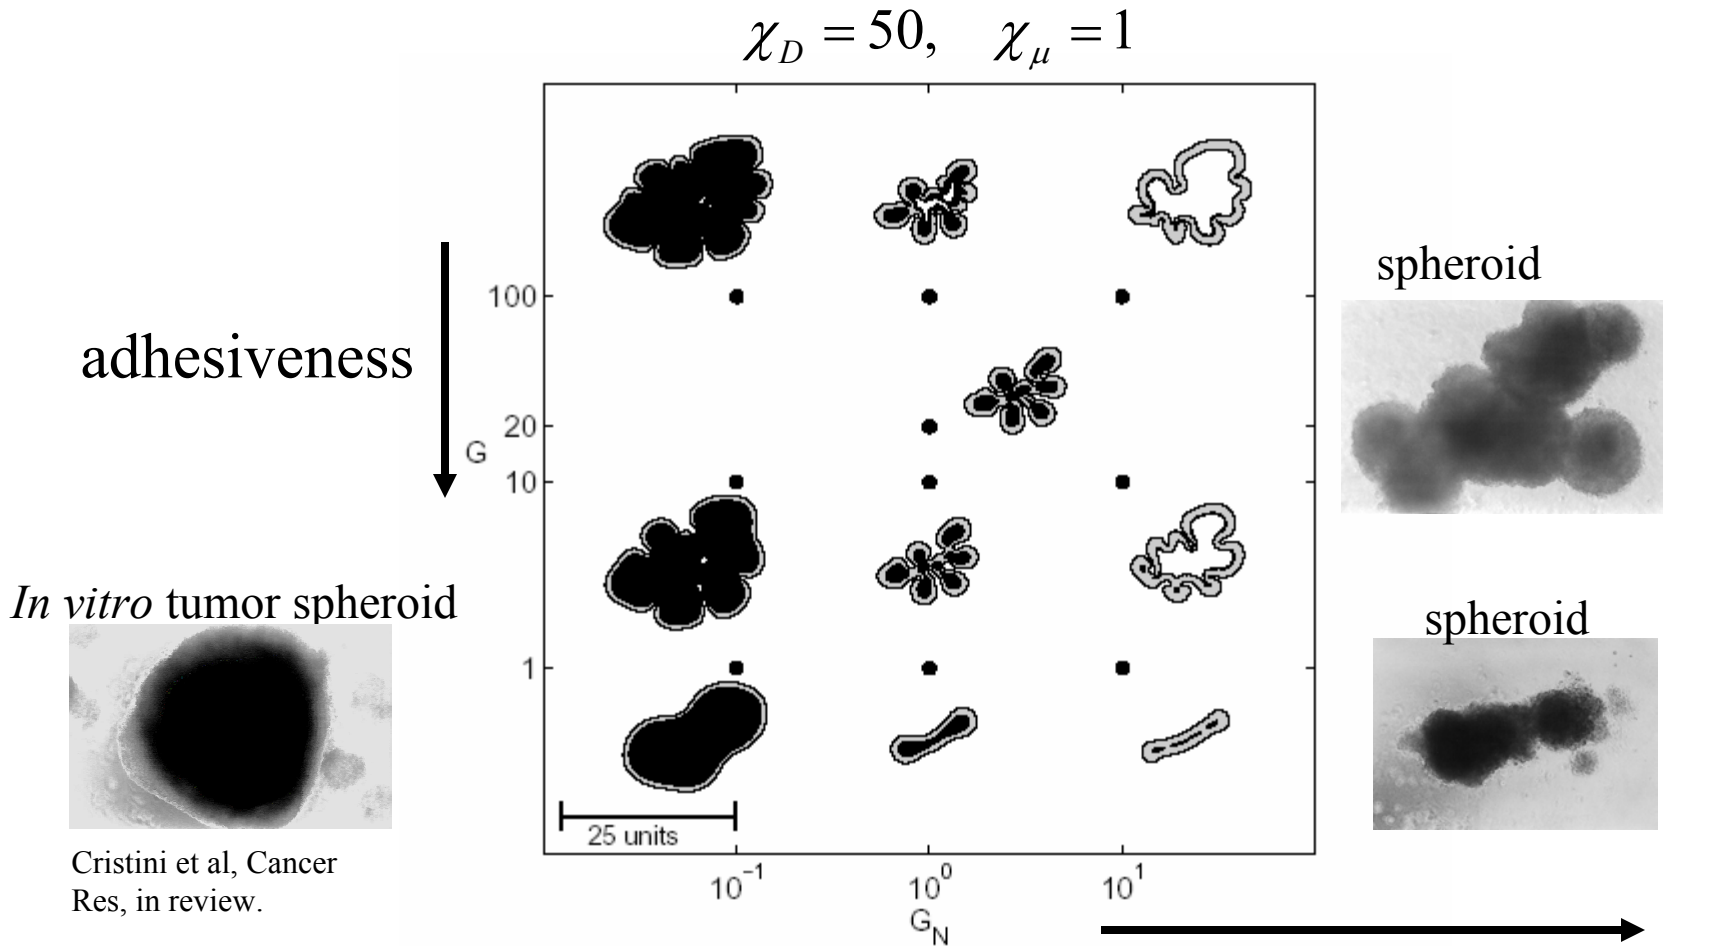 χ_D = 50, χ_μ = 1
spheroid
100
adhesiveness
20
G
10
In vitro tumor spheroid
spheroid
1
25 units
Cristini et al, Cancer
Res, in review.
10^-1 10^0 10^1
G_N